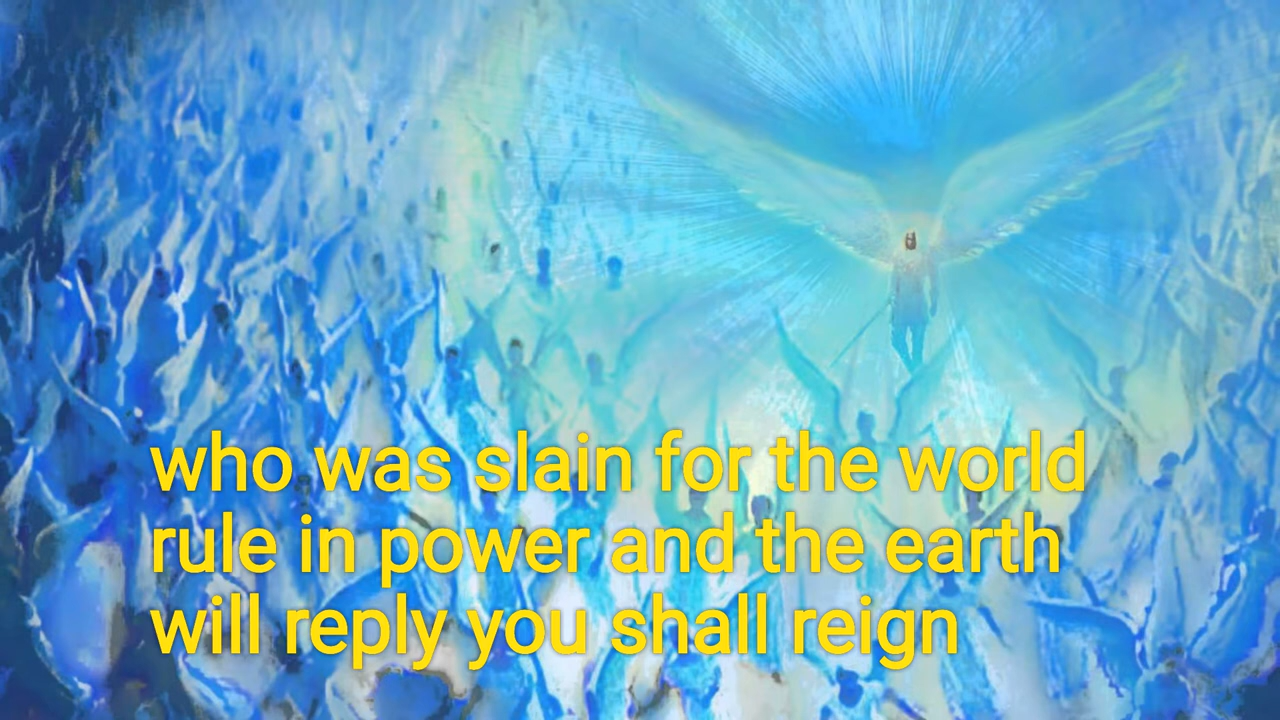 who was slain for the world
rule in power and the earth
will reply you shall reign